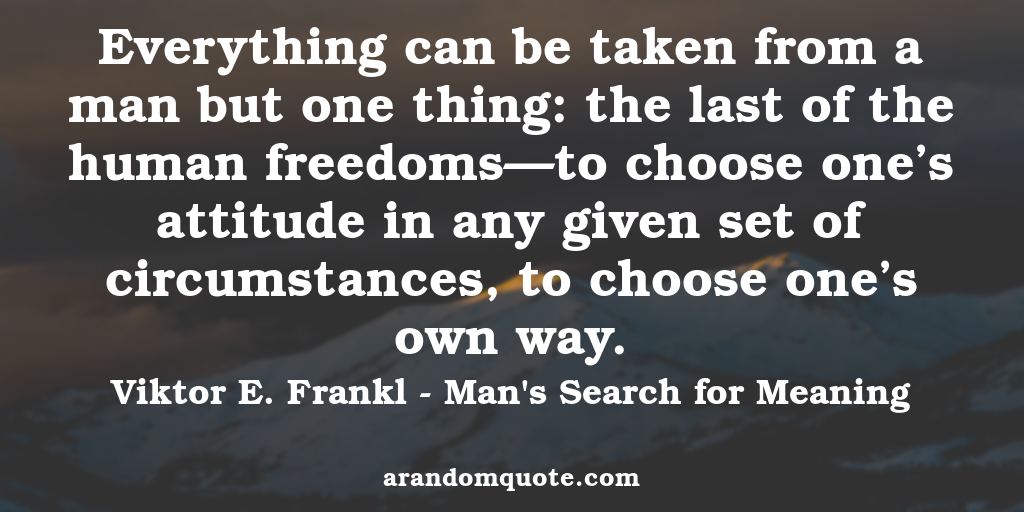 Everything can be taken from a
man but one thing: the last of the
human freedoms—to choose one’s
attitude in any given set of
circumstances, to choose one’s
own way.
Viktor E. Frankl - Man's Search for Meaning
arandomquote.com